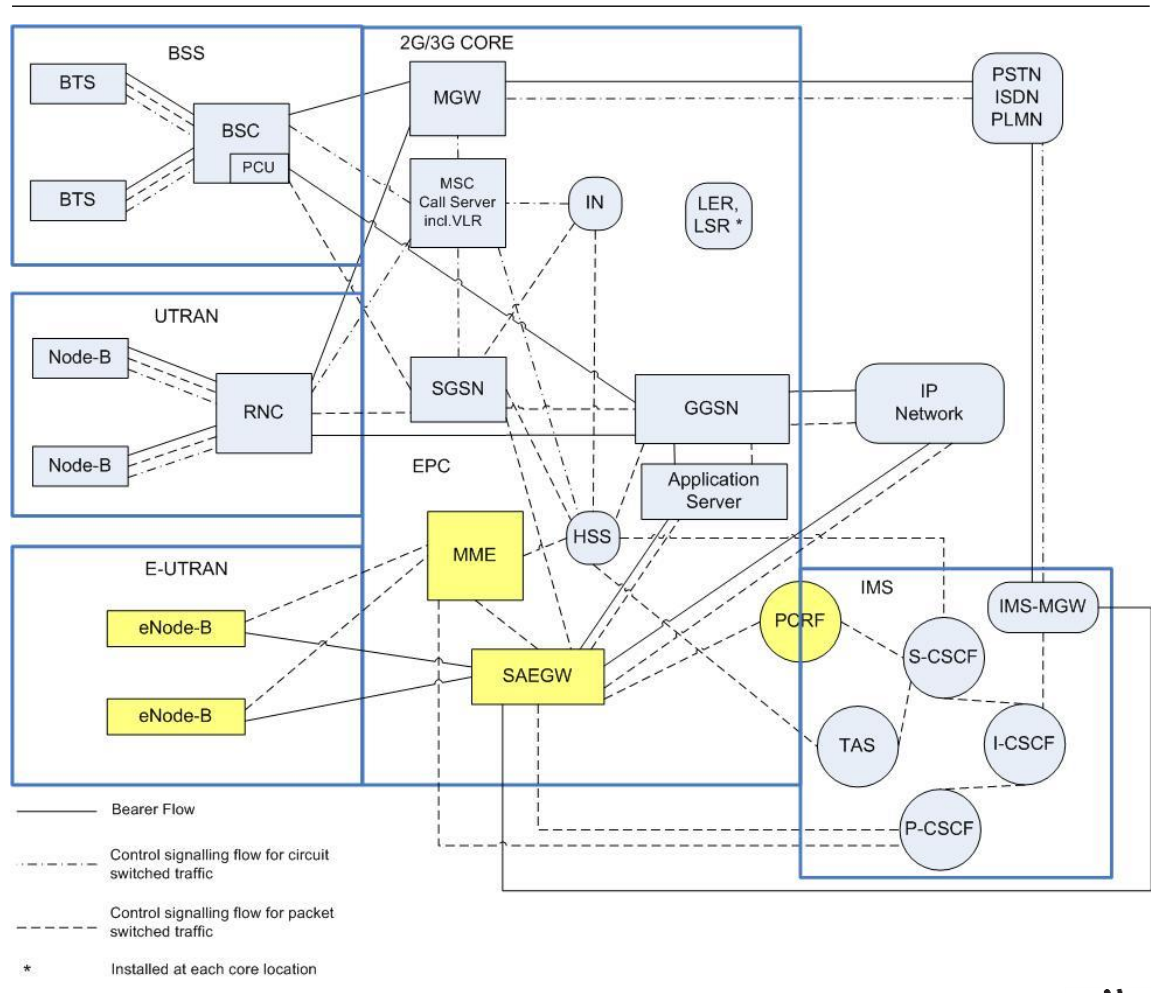 BSS
BTS
BTS
BSC
PCU
2G/3G CORE
MGW
MSC
Call Server
incl.VLR
IN
LER,
LSR *
PSTN
ISDN
PLMN
UTRAN
Node-B
Node-B
RNC
SGSN
GGSN
IP
Network
EPC
Application
Server
HSS
MME
E-UTRAN
eNode-B
eNode-B
SAEGW
PCRF
IMS
IMS-MGW
S-CSCF
TAS
I-CSCF
P-CSCF
Bearer Flow
Control signalling flow for circuit
switched traffic
Control signalling flow for packet
switched traffic
* Installed at each core location